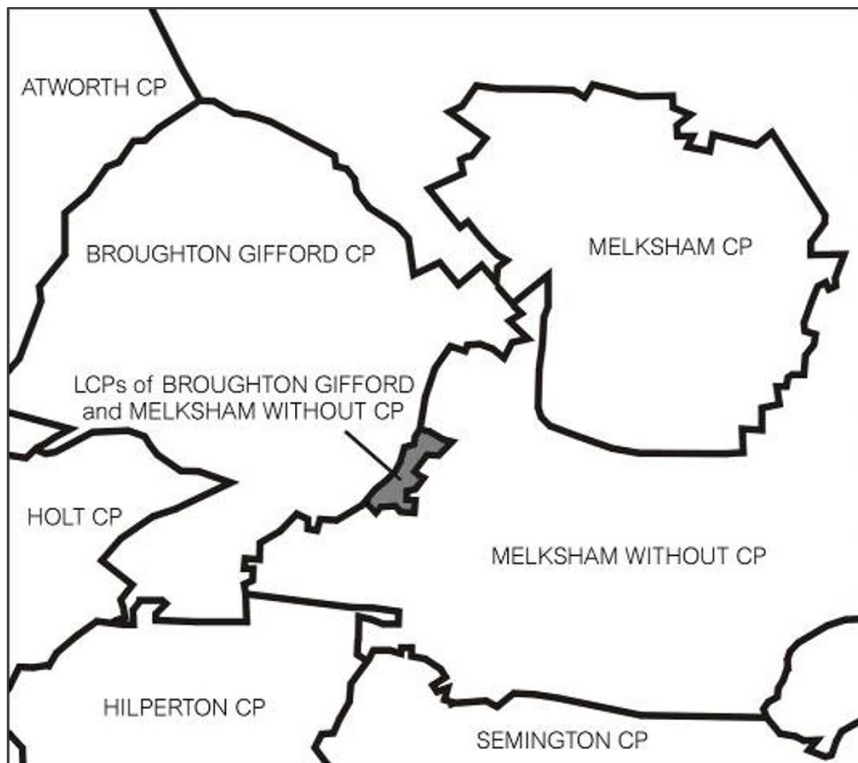 ATWORTH CP
BROUGHTON GIFFORD CP
MELKSHAM CP
LCPs of BROUGHTON GIFFORD
and MELKSHAM WITHOUT CP
HOLT CP
MELKSHAM WITHOUT CP
HILPERTON CP
SEMINGTON CP